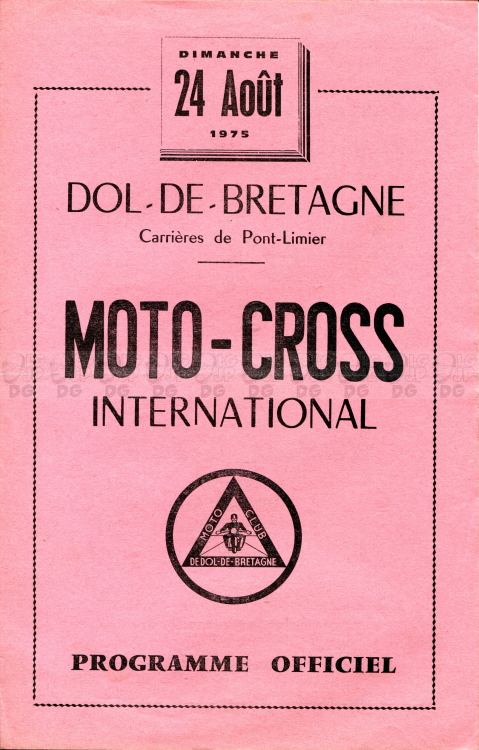 DIMANCHE
24 Août
1975
DOL-DE-BRETAGNE
Carrières de Pont-Limier
MOTO-CROSS
INTERNATIONAL
MOTO CLUB
DE DOL-DE-BRETAGNE
PROGRAMME OFFICIEL